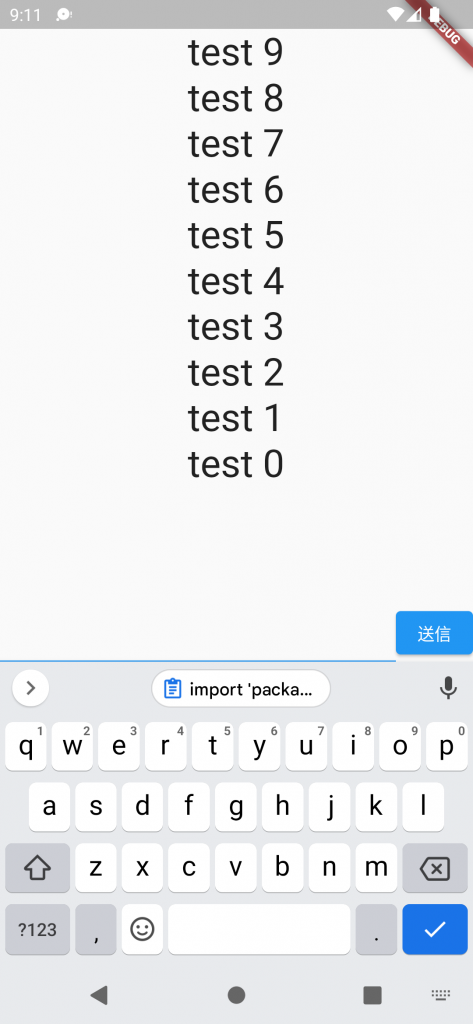 9:11
DEBUG
test 9
test 8
test 7
test 6
test 5
test 4
test 3
test 2
test 1
test 0
送信
import 'packa...
1 2 3 4 5 6 7 8 9 0
q w e r t y u i o p
a s d f g h j k l
z x c v b n m
?123 , .